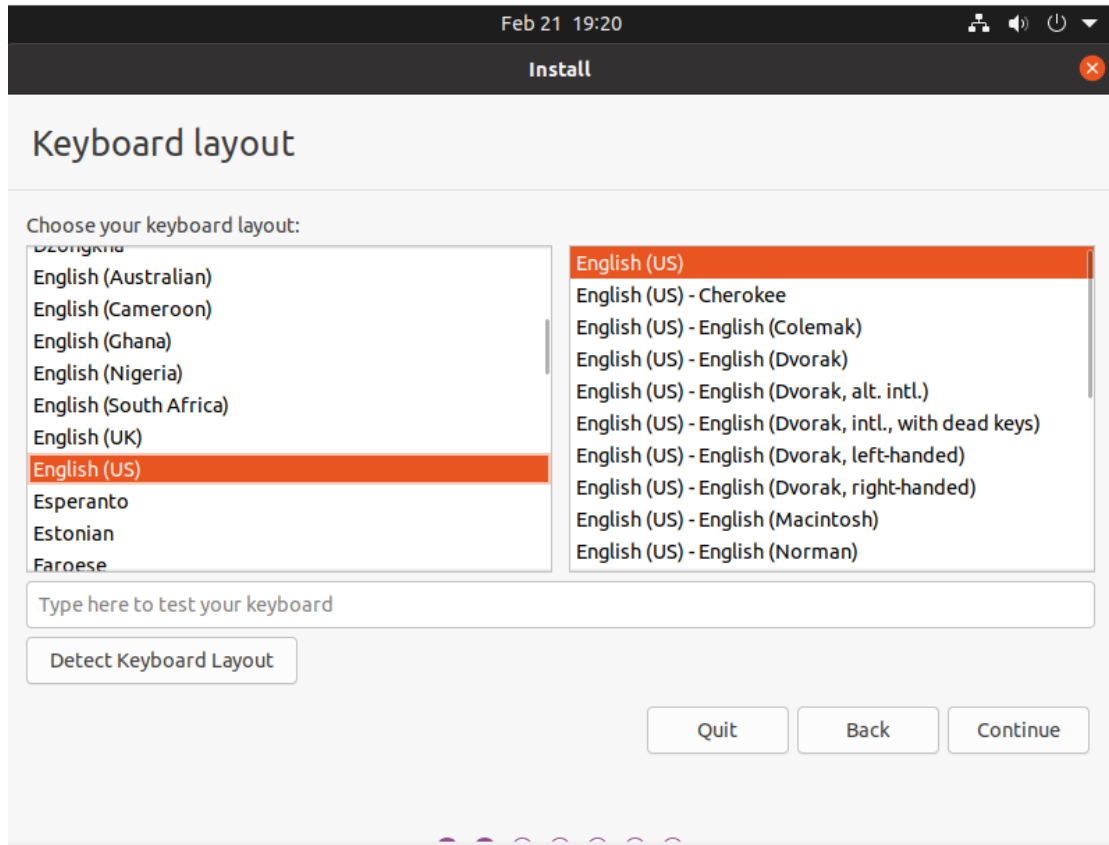 Feb 21 19:20
Install
Keyboard layout
Choose your keyboard layout:
Dzongkha
English (Australian)
English (Cameroon)
English (Ghana)
English (Nigeria)
English (South Africa)
English (UK)
English (US)
Esperanto
Estonian
Faroese
English (US)
English (US) - Cherokee
English (US) - English (Colemak)
English (US) - English (Dvorak)
English (US) - English (Dvorak, alt. intl.)
English (US) - English (Dvorak, intl., with dead keys)
English (US) - English (Dvorak, left-handed)
English (US) - English (Dvorak, right-handed)
English (US) - English (Macintosh)
English (US) - English (Norman)
Type here to test your keyboard
Detect Keyboard Layout
Quit Back Continue